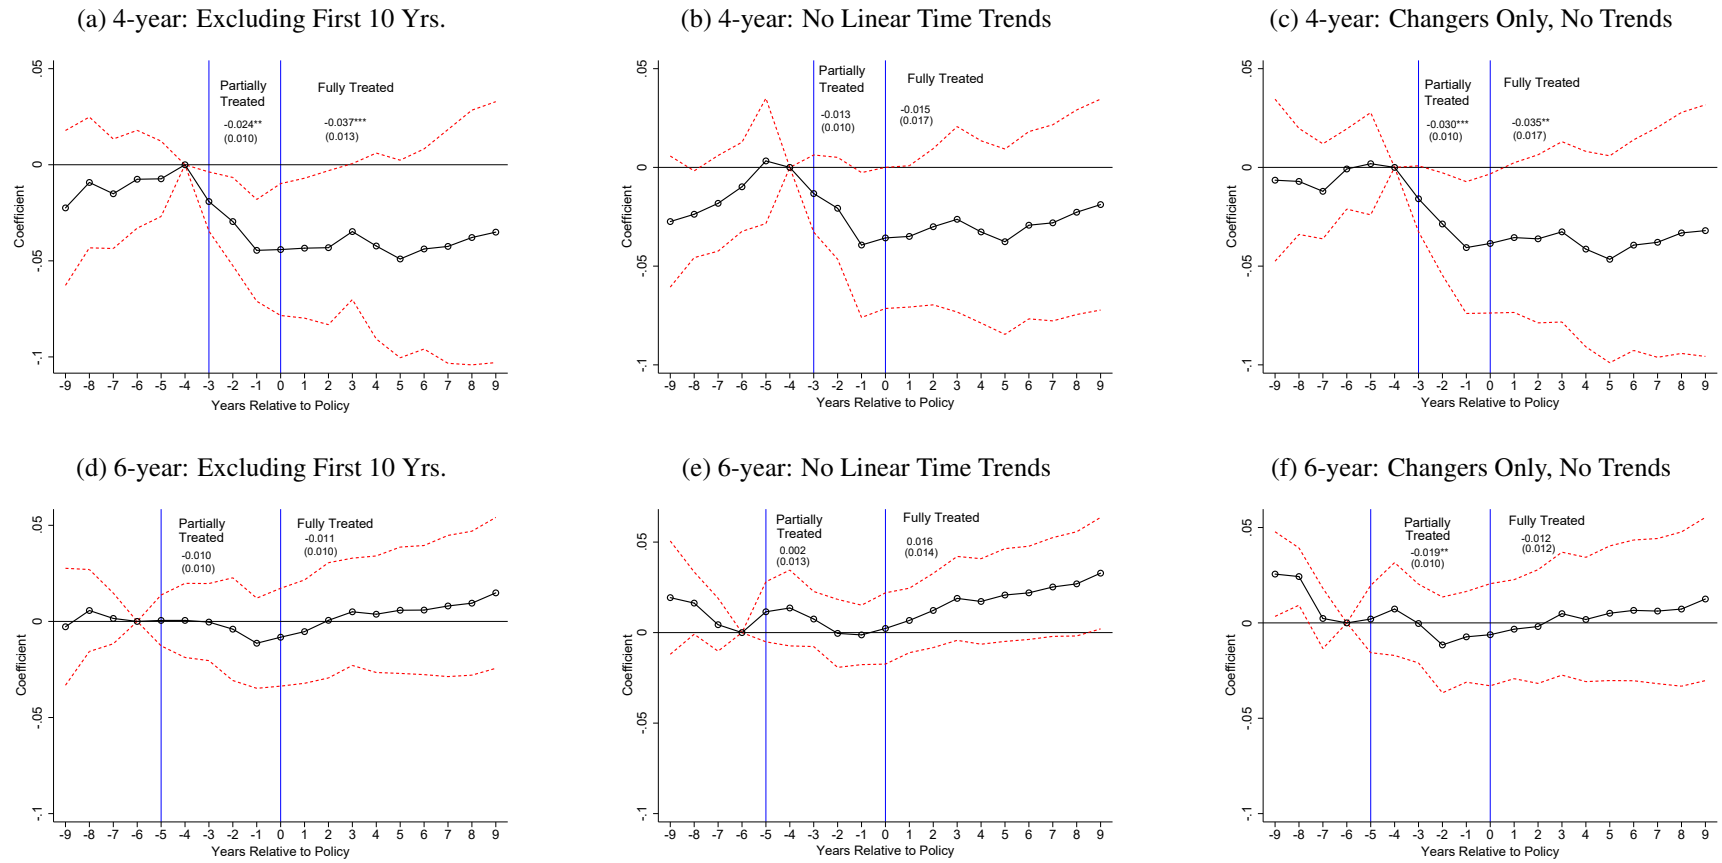 (a) 4-year: Excluding First 10 Yrs.
.05
0
-.05
-.1
Coefficient
Partially
Treated
-0.024**
(0.010)
Fully Treated
-0.037***
(0.013)
-9 -8 -7 -6 -5 -4 -3 -2 -1 0 1 2 3 4 5 6 7 8 9
Years Relative to Policy
(b) 4-year: No Linear Time Trends
.05
0
-.05
-.1
Coefficient
Partially
Treated
-0.013
(0.010)
Fully Treated
-0.015
(0.017)
-9 -8 -7 -6 -5 -4 -3 -2 -1 0 1 2 3 4 5 6 7 8 9
Years Relative to Policy
(c) 4-year: Changers Only, No Trends
.05
0
-.05
-.1
Coefficient
Partially
Treated
-0.030***
(0.010)
Fully Treated
-0.035**
(0.017)
-9 -8 -7 -6 -5 -4 -3 -2 -1 0 1 2 3 4 5 6 7 8 9
Years Relative to Policy
(d) 6-year: Excluding First 10 Yrs.
.05
0
-.05
-.1
Coefficient
Partially
Treated
-0.010
(0.010)
Fully Treated
-0.011
(0.010)
-9 -8 -7 -6 -5 -4 -3 -2 -1 0 1 2 3 4 5 6 7 8 9
Years Relative to Policy
(e) 6-year: No Linear Time Trends
.05
0
-.05
-.1
Coefficient
Partially
Treated
0.002
(0.013)
Fully Treated
0.016
(0.014)
-9 -8 -7 -6 -5 -4 -3 -2 -1 0 1 2 3 4 5 6 7 8 9
Years Relative to Policy
(f) 6-year: Changers Only, No Trends
.05
0
-.05
-.1
Coefficient
Partially
Treated
-0.019**
(0.010)
Fully Treated
-0.012
(0.012)
-9 -8 -7 -6 -5 -4 -3 -2 -1 0 1 2 3 4 5 6 7 8 9
Years Relative to Policy